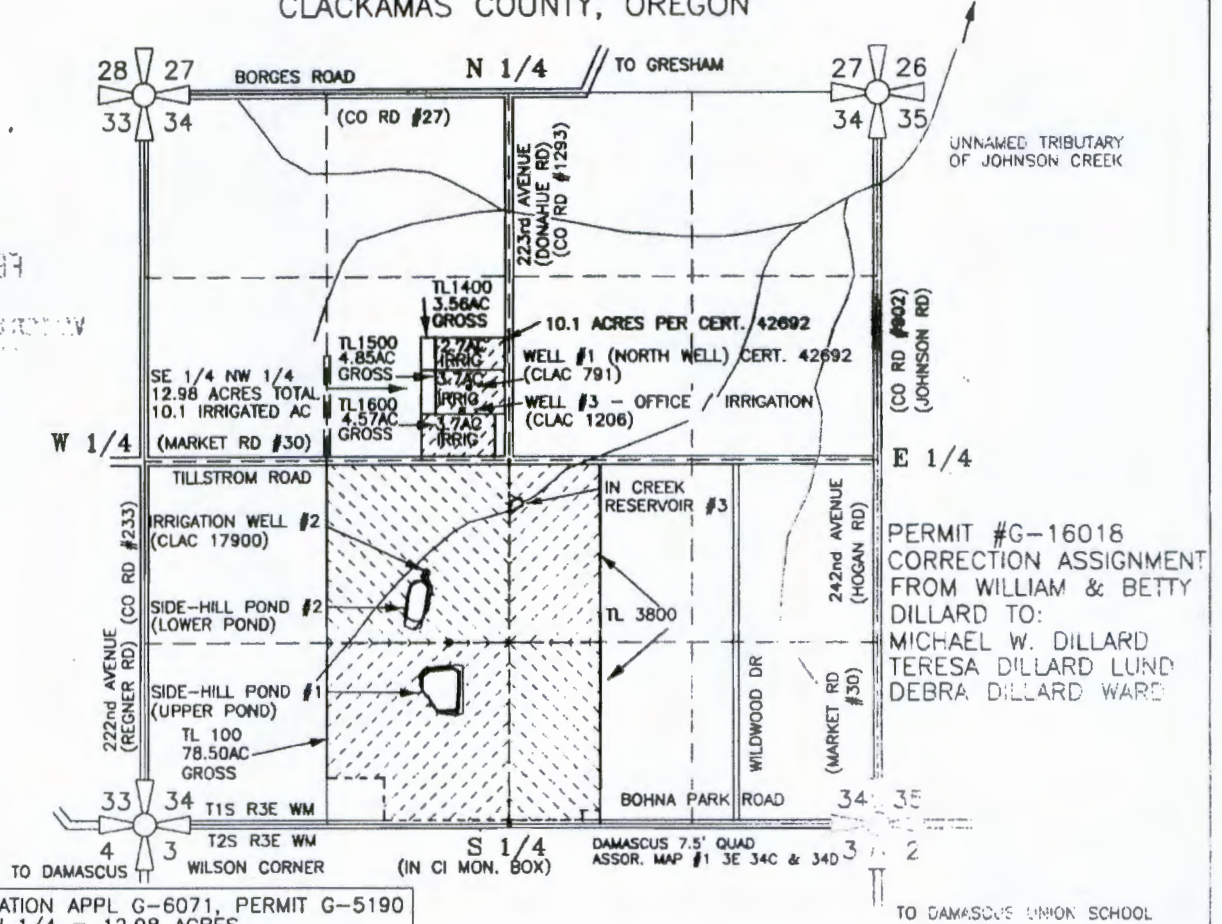 CLACKAMAS COUNTY, OREGON
28 27
33 34
BORGES ROAD
N 1/4
TO GRESHAM
27 26
34 35
(CO RD #27)
223rd AVENUE
(DONAHUE RD)
(CO RD #1293)
UNNAMED TRIBUTARY
OF JOHNSON CREEK
TL1400
3.56AC
GROSS
10.1 ACRES PER CERT. 42692
2.7AC
IRRIG
TL1500
4.85AC
GROSS
WELL #1 (NORTH WELL) CERT. 42692
(CLAC 791)
3.7AC
IRRIG
SE 1/4 NW 1/4
12.98 ACRES TOTAL
10.1 IRRIGATED AC
TL1600
4.57AC
GROSS
WELL #3 - OFFICE / IRRIGATION
(CLAC 1206)
3.7AC
IRRIG
(CO RD #802)
(JOHNSON RD)
W 1/4
(MARKET RD #30)
E 1/4
TILLSTROM ROAD
IN CREEK
RESERVOIR #3
IRRIGATION WELL #2
(CLAC 17900)
222nd AVENUE
(REGNER RD) (CO RD #233)
242nd AVENUE
(HOGAN RD)
PERMIT #G-16018
CORRECTION ASSIGNMENT
FROM WILLIAM & BETTY
DILLARD TO:
MICHAEL W. DILLARD
TERESA DILLARD LUND
DEBRA DILLARD WARD
SIDE-HILL POND #2
(LOWER POND)
TL 3800
SIDE-HILL POND #1
(UPPER POND)
WILDWOOD DR
(MARKET RD
#30)
TL 100
78.50AC
GROSS
BOHNA PARK ROAD
33 34
4 3
T1S R3E WM
T2S R3E WM
34 35
3 2
TO DAMASCUS
WILSON CORNER
S 1/4
(IN CI MON. BOX)
DAMASCUS 7.5' QUAD
ASSOR. MAP #1 3E 34C & 34D
ATION APPL G-6071, PERMIT G-5190
1/4 = 12.98 ACRES
TO DAMASCUS UNION SCHOOL